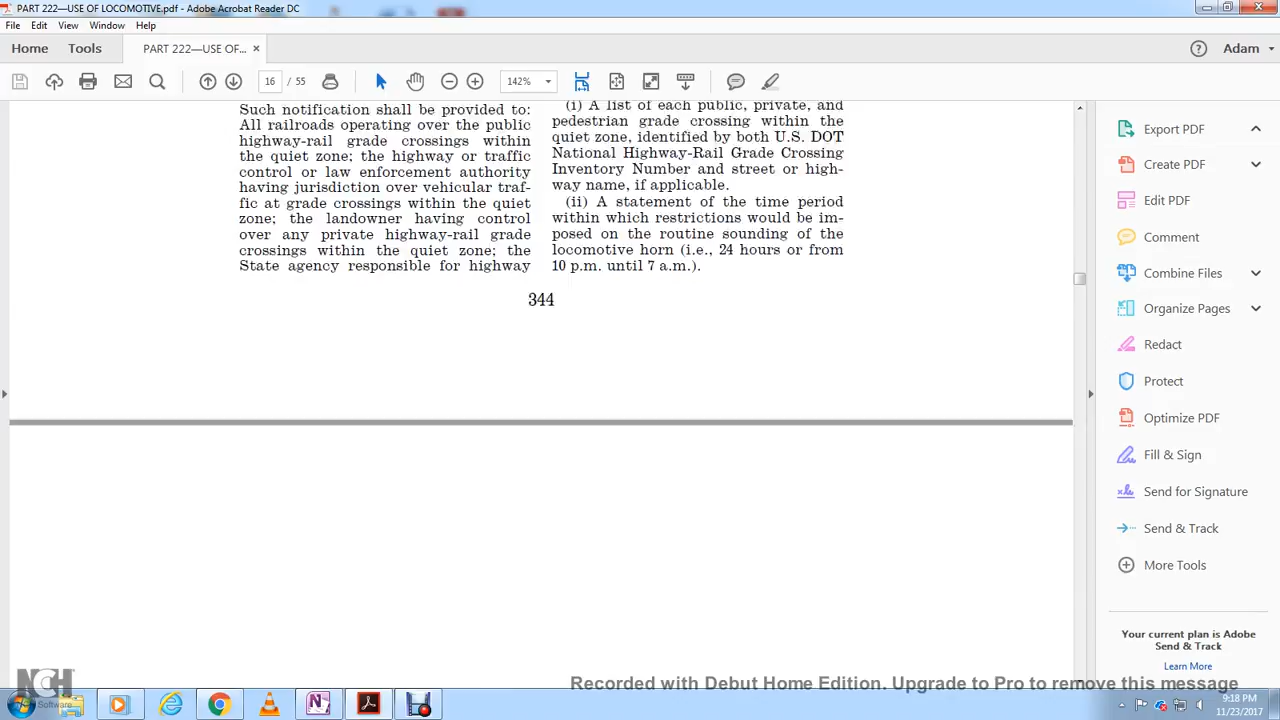 PART 222—USE OF LOCOMOTIVE.pdf - Adobe Acrobat Reader DC
File Edit View Window Help
Home Tools PART 222—USE OF... × Adam
16 / 55 142%
Such notification shall be provided to:
All railroads operating over the public
highway-rail grade crossings within
the quiet zone; the highway or traffic
control or law enforcement authority
having jurisdiction over vehicular traf-
fic at grade crossings within the quiet
zone; the landowner having control
over any private highway-rail grade
crossings within the quiet zone; the
State agency responsible for highway
(i) A list of each public, private, and
pedestrian grade crossing within the
quiet zone, identified by both U.S. DOT
National Highway-Rail Grade Crossing
Inventory Number and street or high-
way name, if applicable.
(ii) A statement of the time period
within which restrictions would be im-
posed on the routine sounding of the
locomotive horn (i.e., 24 hours or from
10 p.m. until 7 a.m.).
344
Export PDF
Create PDF
Edit PDF
Comment
Combine Files
Organize Pages
Redact
Protect
Optimize PDF
Fill & Sign
Send for Signature
Send & Track
More Tools
Your current plan is Adobe
Send & Track
Learn More
NCH
Software
Recorded with Debut Home Edition. Upgrade to Pro to remove this message
9:18 PM
11/23/2017